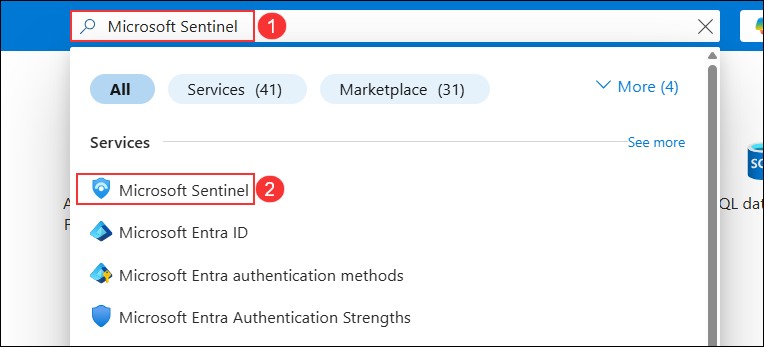 Microsoft Sentinel 1
All Services (41) Marketplace (31) More (4)
Services See more
Microsoft Sentinel 2
Microsoft Entra ID
QL dat
Microsoft Entra authentication methods
Microsoft Entra Authentication Strengths